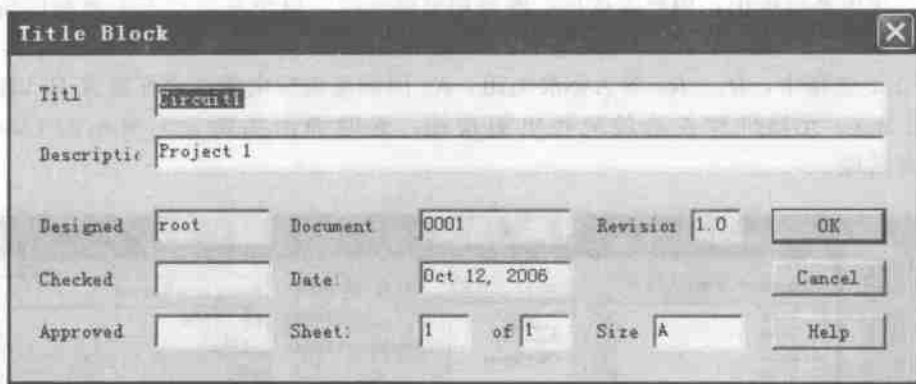 Title Block
Titl Circuit1
Descriptic Project 1
Designed root Document 0001 Revision 1.0 OK
Checked Date: Oct 12, 2006 Cancel
Approved Sheet: 1 of 1 Size A Help